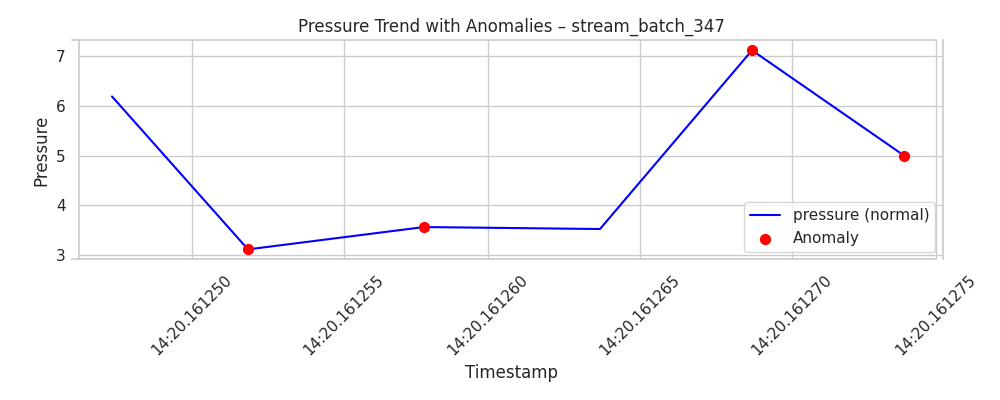 Pressure Trend with Anomalies – stream_batch_347
Pressure
7
6
5
4
3
pressure (normal)
Anomaly
14:20.161250
14:20.161255
14:20.161260
14:20.161265
14:20.161270
14:20.161275
Timestamp